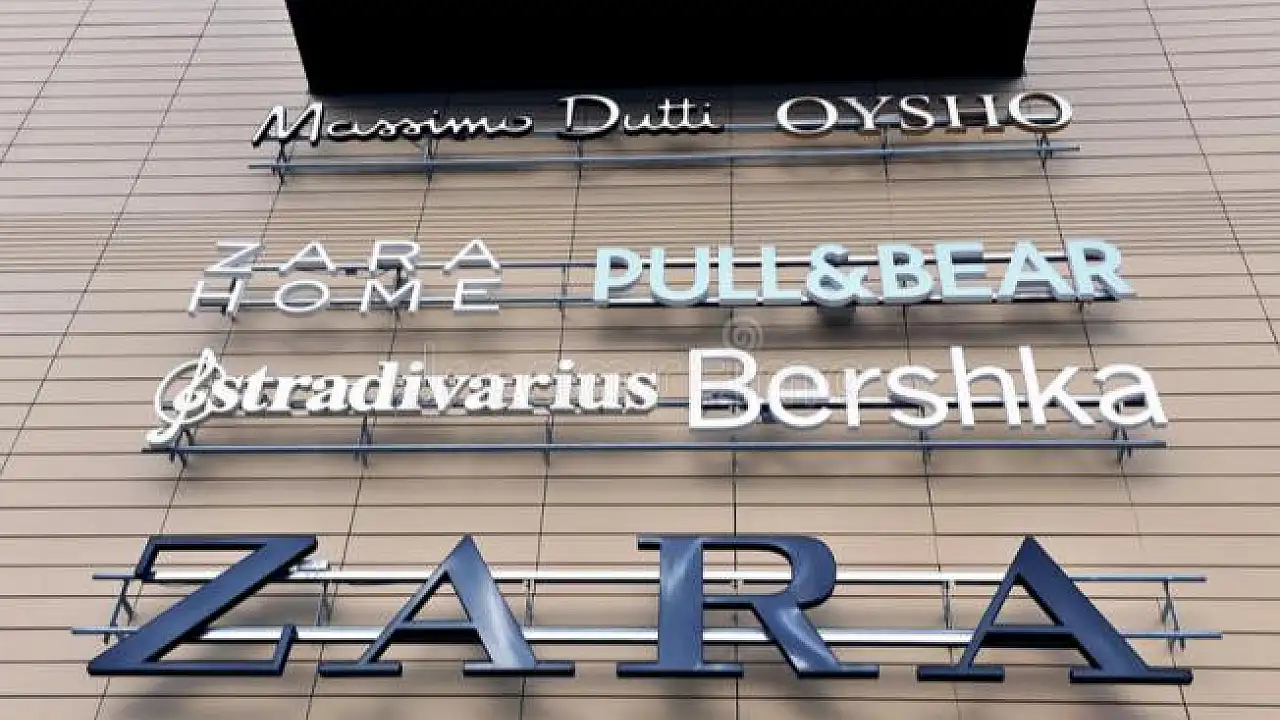 Massimo Dutti OYSHO
ZARA HOME PULL&BEAR
stradivarius Bershka
ZARA